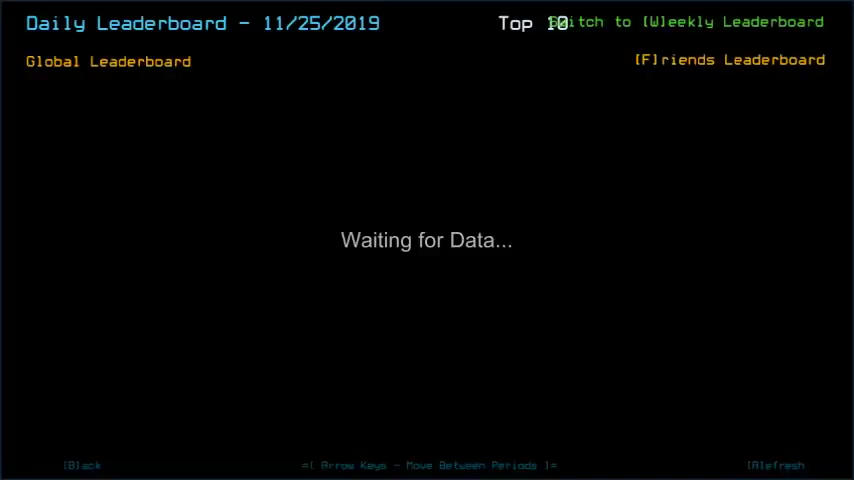 Daily Leaderboard - 11/25/2019
Top 10
Switch to [W]eekly Leaderboard
Global Leaderboard
[F]riends Leaderboard
Waiting for Data...
[B]ack
=[ Arrow Keys - Move Between Periods ]=
[R]efresh